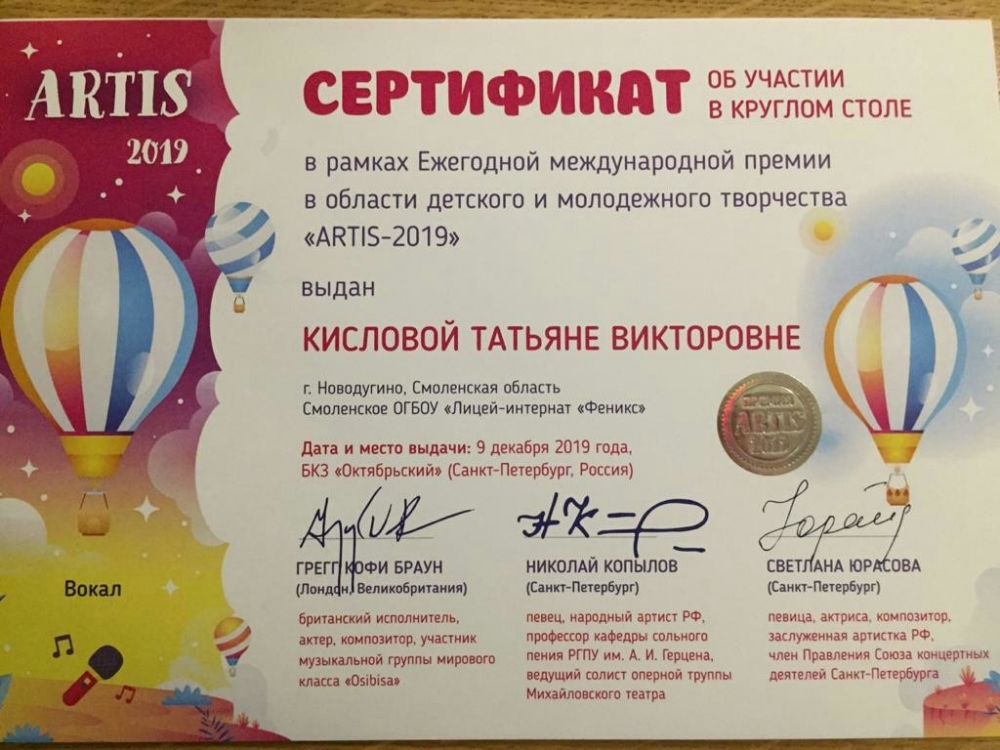 ARTIS
2019
СЕРТИФИКАТ
ОБ УЧАСТИИ
В КРУГЛОМ СТОЛЕ
в рамках Ежегодной международной премии
в области детского и молодежного творчества
«ARTIS-2019»
выдан
КИСЛОВОЙ ТАТЬЯНЕ ВИКТОРОВНЕ
г. Новодугино, Смоленская область
Смоленское ОГБОУ «Лицей-интернат «Феникс»
Дата и место выдачи: 9 декабря 2019 года,
БКЗ «Октябрьский» (Санкт-Петербург, Россия)
ПРЕМИЯ
ARTIS
2019
ГРЕГГ КОФИ БРАУН
(Лондон, Великобритания)
британский исполнитель,
актер, композитор, участник
музыкальной группы мирового
класса «Osibisa»
НИКОЛАЙ КОПЫЛОВ
(Санкт-Петербург)
певец, народный артист РФ,
профессор кафедры сольного
пения РГПУ им. А. И. Герцена,
ведущий солист оперной труппы
Михайловского театра
СВЕТЛАНА ЮРАСОВА
(Санкт-Петербург)
певица, актриса, композитор,
заслуженная артистка РФ,
член Правления Союза концертных
деятелей Санкт-Петербурга
Вокал